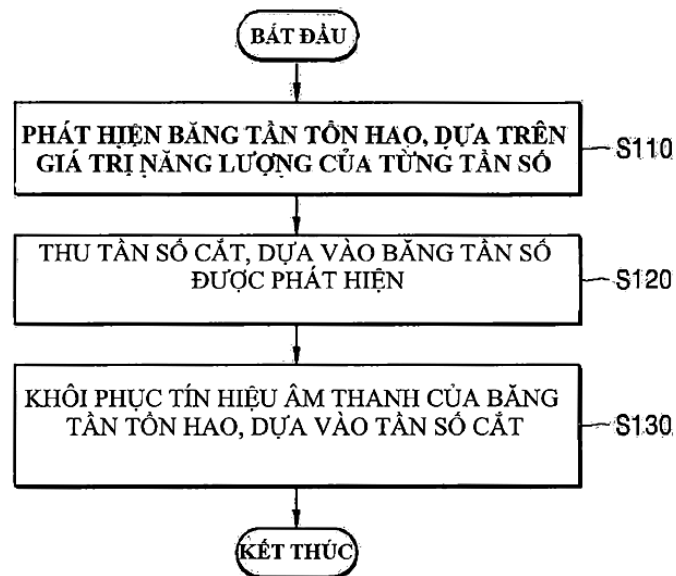 BẮT ĐẦU
PHÁT HIỆN BĂNG TẦN TỔN HAO, DỰA TRÊN
GIÁ TRỊ NĂNG LƯỢNG CỦA TỪNG TẦN SỐ
S110
THU TẦN SỐ CẮT, DỰA VÀO BĂNG TẦN SỐ
ĐƯỢC PHÁT HIỆN
S120
KHÔI PHỤC TÍN HIỆU ÂM THANH CỦA BĂNG
TẦN TỔN HAO, DỰA VÀO TẦN SỐ CẮT
S130
KẾT THÚC